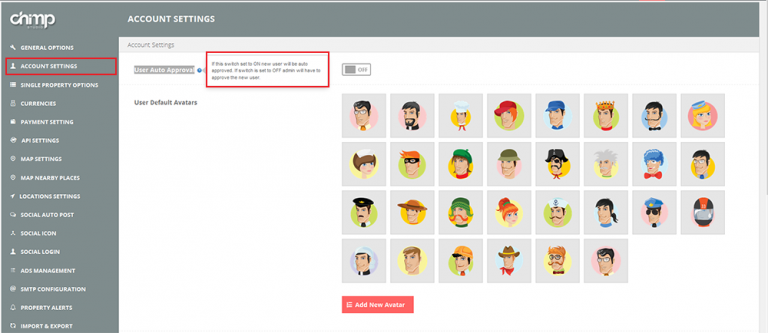 chimp
ACCOUNT SETTINGS
GENERAL OPTIONS
ACCOUNT SETTINGS
SINGLE PROPERTY OPTIONS
CURRENCIES
PAYMENT SETTING
API SETTINGS
MAP SETTINGS
MAP NEARBY PLACES
LOCATIONS SETTINGS
SOCIAL AUTO POST
SOCIAL ICON
SOCIAL LOGIN
ADS MANAGEMENT
SMTP CONFIGURATION
PROPERTY ALERTS
IMPORT & EXPORT
Account Settings
User Auto Approval
?
If this switch set to ON new user will be auto
approved. If switch is set to OFF admin will have to
approve the new user.
OFF
User Default Avatars
Add New Avatar